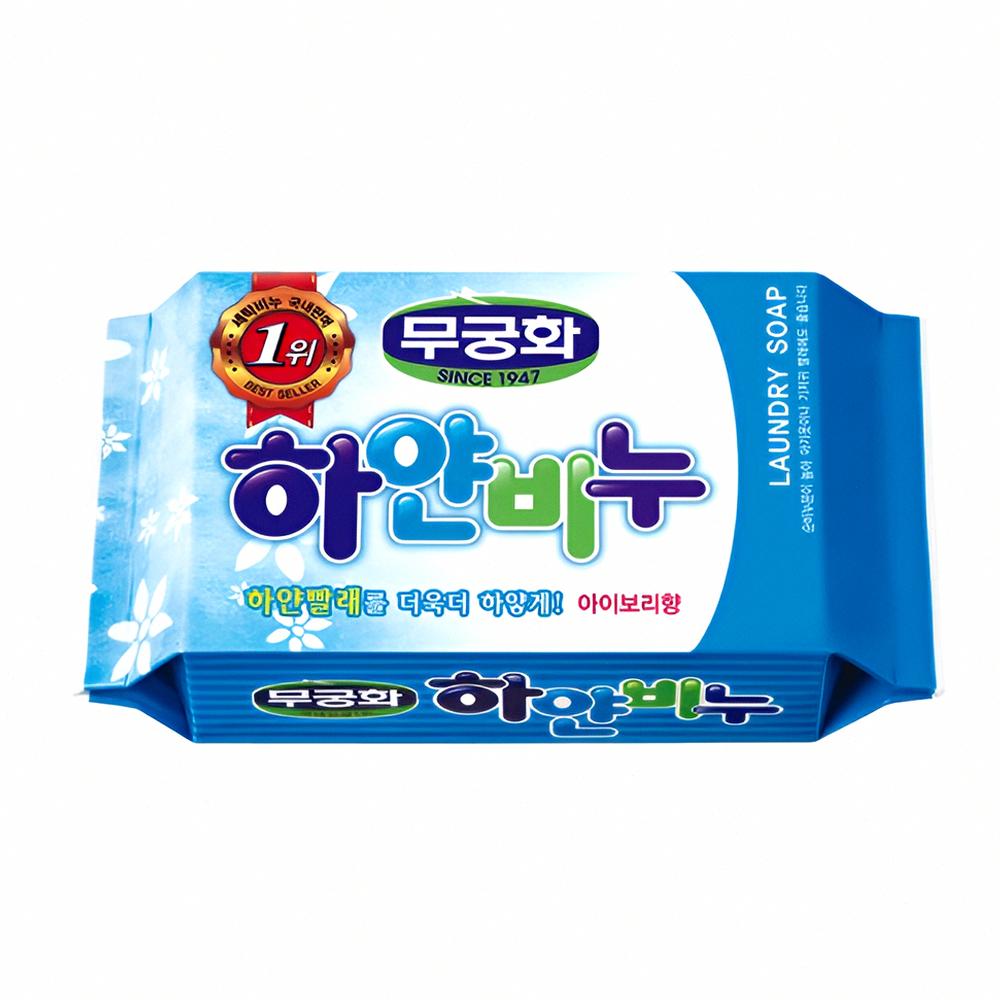 세탁비누 국내판매
1위
BEST SELLER
무궁화
SINCE 1947
하얀비누
하얀빨래를 더욱더 하얗게! 아이보리향
LAUNDRY SOAP
무궁화 하얀비누